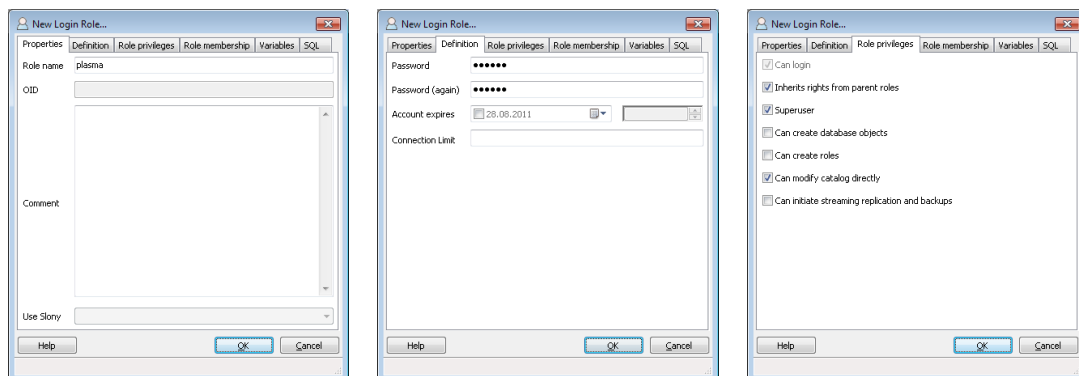 New Login Role...
Properties Definition Role privileges Role membership Variables SQL
Role name plasma
OID
Comment
Use Slony
Help OK Cancel
New Login Role...
Properties Definition Role privileges Role membership Variables SQL
Password ●●●●●●
Password (again) ●●●●●●
Account expires 28.08.2011
Connection Limit
Help OK Cancel
New Login Role...
Properties Definition Role privileges Role membership Variables SQL
Can login
Inherits rights from parent roles
Superuser
Can create database objects
Can create roles
Can modify catalog directly
Can initiate streaming replication and backups
Help OK Cancel